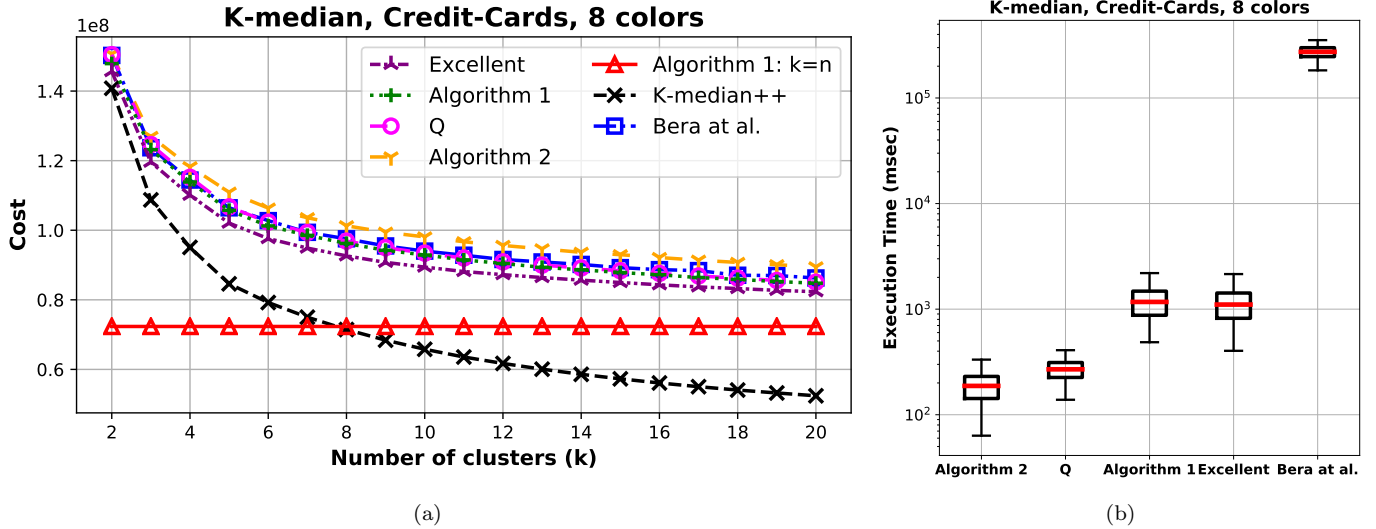 K-median, Credit-Cards, 8 colors
1e8
Cost
1.4
1.2
1.0
0.8
0.6
Excellent
Algorithm 1
Q
Algorithm 2
Algorithm 1: k=n
K-median++
Bera at al.
2 4 6 8 10 12 14 16 18 20
Number of clusters (k)
(a)
K-median, Credit-Cards, 8 colors
Execution Time (msec)
10^5
10^4
10^3
10^2
Algorithm 2 Q Algorithm 1 Excellent Bera at al.
(b)